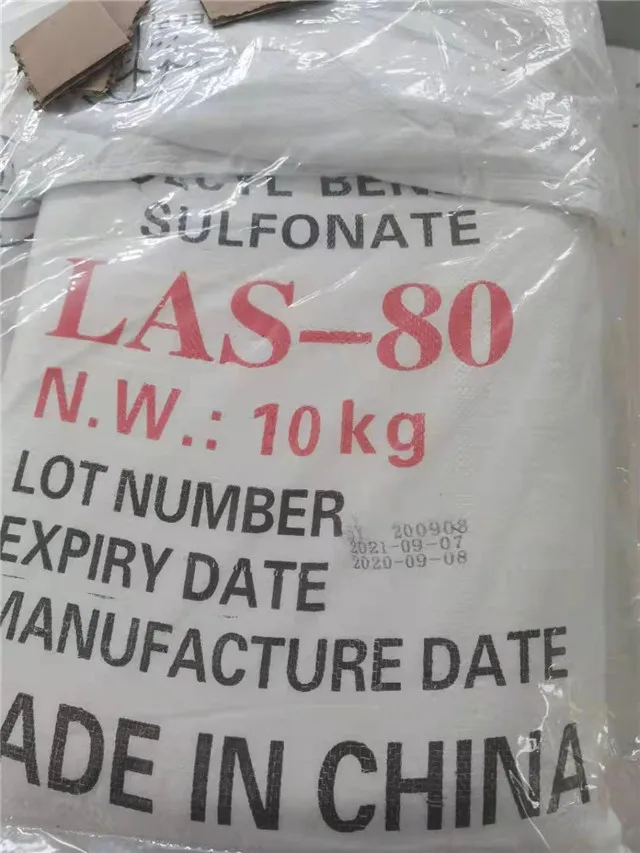 SULFONATE
LAS-80
N.W.: 10kg
LOT NUMBER 200908
EXPIRY DATE 2021-09-07
MANUFACTURE DATE 2020-09-08
ADE IN CHINA